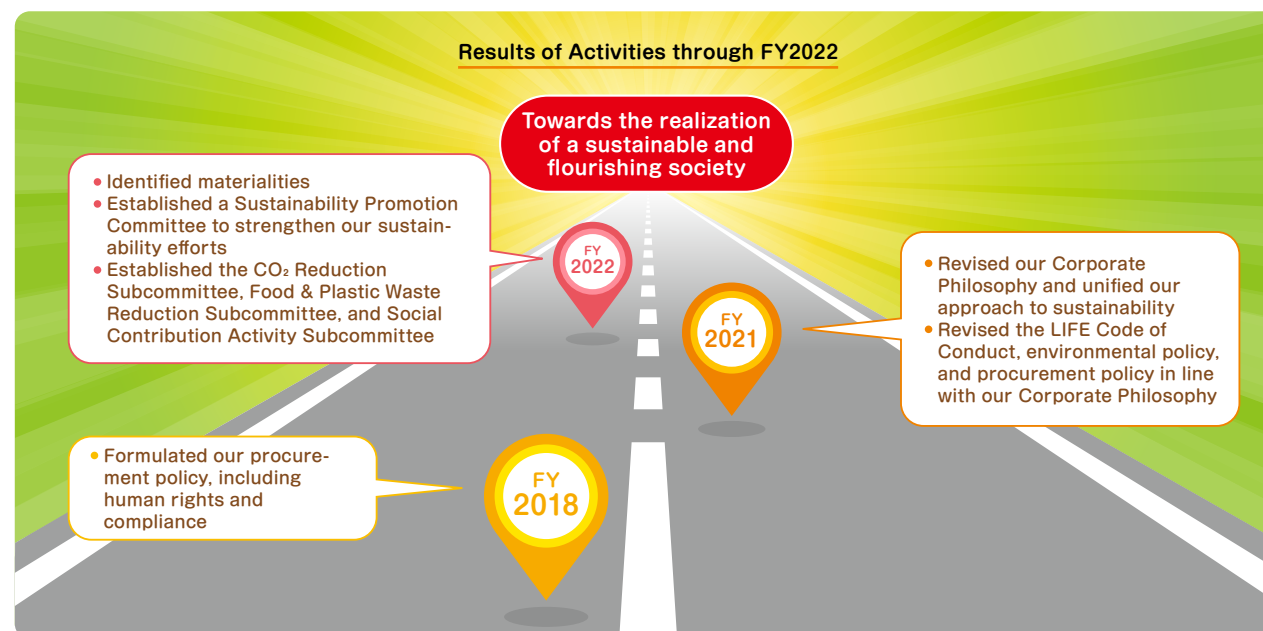 Results of Activities through FY2022
Towards the realization
of a sustainable and
flourishing society
• Identified materialities
• Established a Sustainability Promotion
Committee to strengthen our sustain-
ability efforts
• Established the CO₂ Reduction
Subcommittee, Food & Plastic Waste
Reduction Subcommittee, and Social
Contribution Activity Subcommittee
FY
2022
FY
2021
• Revised our Corporate
Philosophy and unified our
approach to sustainability
• Revised the LIFE Code of
Conduct, environmental policy,
and procurement policy in line
with our Corporate Philosophy
• Formulated our procure-
ment policy, including
human rights and
compliance
FY
2018